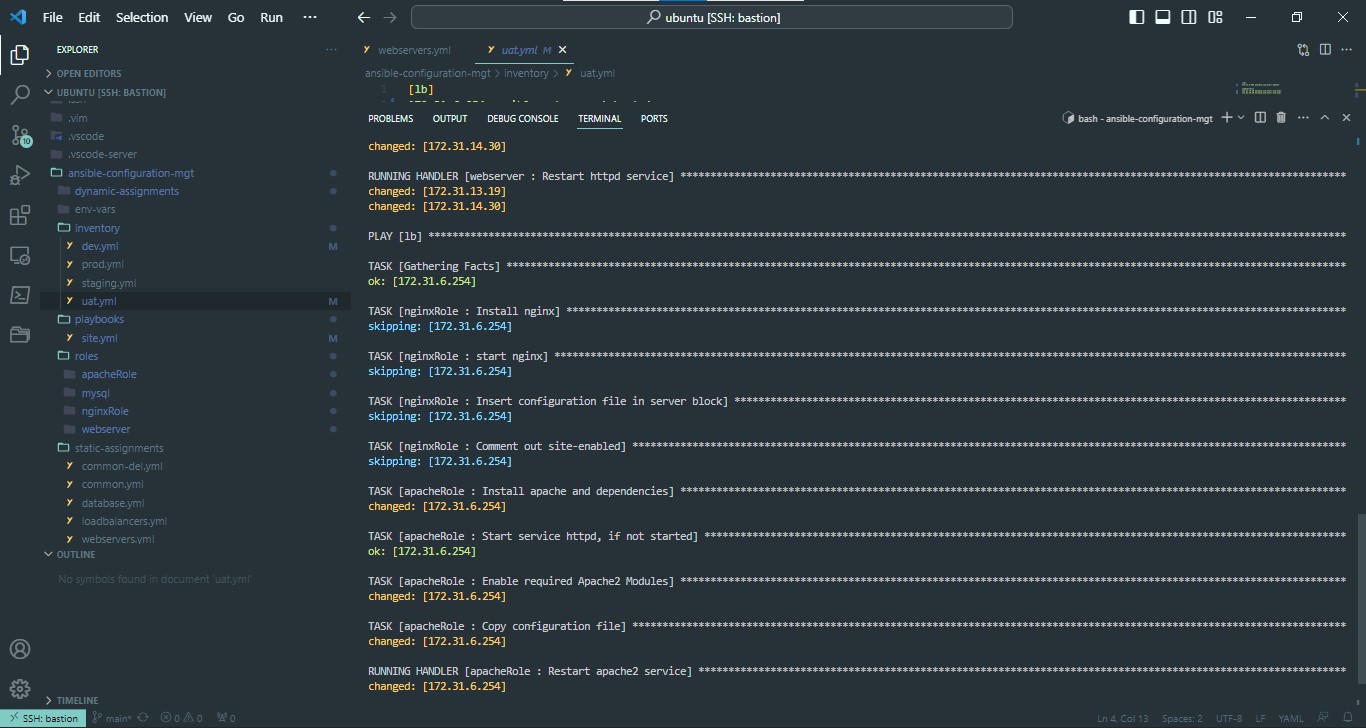 File Edit Selection View Go Run ···
ubuntu [SSH: bastion]
EXPLORER
OPEN EDITORS
UBUNTU [SSH: BASTION]
.vim
.vscode
.vscode-server
ansible-configuration-mgt
dynamic-assignments
env-vars
inventory
dev.yml M
prod.yml
staging.yml
uat.yml M
playbooks
site.yml M
roles
apacheRole
mysql
nginxRole
webserver
static-assignments
common-del.yml
common.yml
database.yml
loadbalancers.yml
webservers.yml
OUTLINE
No symbols found in document 'uat.yml'
TIMELINE
10
webservers.yml
uat.yml M
ansible-configuration-mgt > inventory > uat.yml
1 [lb]
PROBLEMS OUTPUT DEBUG CONSOLE TERMINAL PORTS
bash - ansible-configuration-mgt
changed: [172.31.14.30]
RUNNING HANDLER [webserver : Restart httpd service] ***************************************************************************************************************
changed: [172.31.13.19]
changed: [172.31.14.30]
PLAY [lb] *********************************************************************************************************************************************************
TASK [Gathering Facts] ********************************************************************************************************************************************
ok: [172.31.6.254]
TASK [nginxRole : Install nginx] **********************************************************************************************************************************
skipping: [172.31.6.254]
TASK [nginxRole : start nginx] ************************************************************************************************************************************
skipping: [172.31.6.254]
TASK [nginxRole : Insert configuration file in server block] ******************************************************************************************************
skipping: [172.31.6.254]
TASK [nginxRole : Comment out site-enabled] ***********************************************************************************************************************
skipping: [172.31.6.254]
TASK [apacheRole : Install apache and dependencies] ***************************************************************************************************************
changed: [172.31.6.254]
TASK [apacheRole : Start service httpd, if not started] ***********************************************************************************************************
ok: [172.31.6.254]
TASK [apacheRole : Enable required Apache2 Modules] ***************************************************************************************************************
changed: [172.31.6.254]
TASK [apacheRole : Copy configuration file] ***********************************************************************************************************************
changed: [172.31.6.254]
RUNNING HANDLER [apacheRole : Restart apache2 service] ************************************************************************************************************
changed: [172.31.6.254]
SSH: bastion main* 0 0 0 Ln 4, Col 13 Spaces: 2 UTF-8 LF YAML